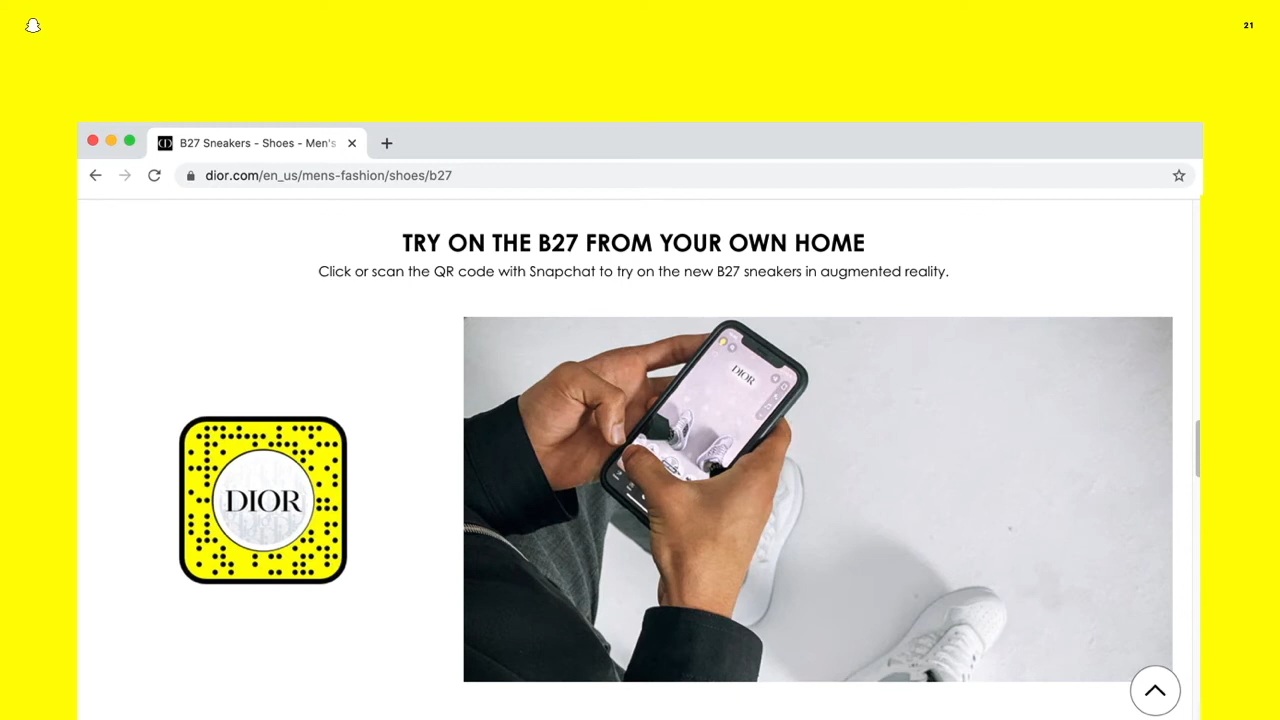 21
B27 Sneakers - Shoes - Men's
dior.com/en_us/mens-fashion/shoes/b27
TRY ON THE B27 FROM YOUR OWN HOME
Click or scan the QR code with Snapchat to try on the new B27 sneakers in augmented reality.
DIOR
DIOR